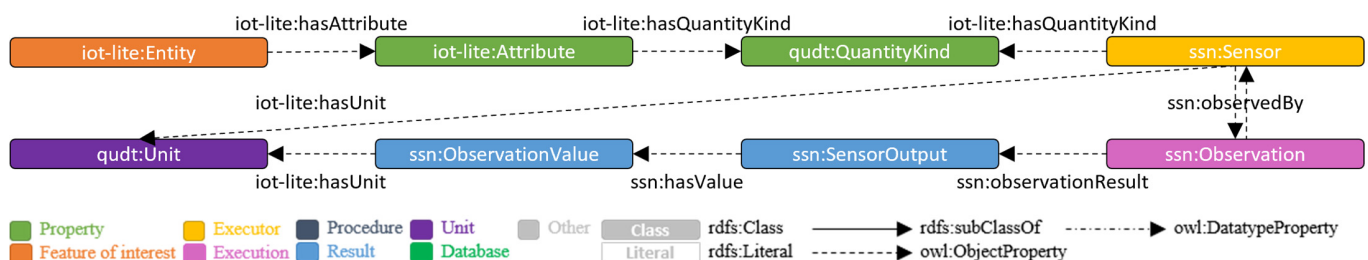 iot-lite:hasAttribute iot-lite:hasQuantityKind iot-lite:hasQuantityKind
iot-lite:Entity iot-lite:Attribute qudt:QuantityKind ssn:Sensor
iot-lite:hasUnit ssn:observedBy
qudt:Unit ssn:ObservationValue ssn:SensorOutput ssn:Observation
iot-lite:hasUnit ssn:hasValue ssn:observationResult
Property Executor Procedure Unit Other Class rdfs:Class rdfs:subClassOf owl:DatatypeProperty
Feature of interest Execution Result Database Literal rdfs:Literal owl:ObjectProperty